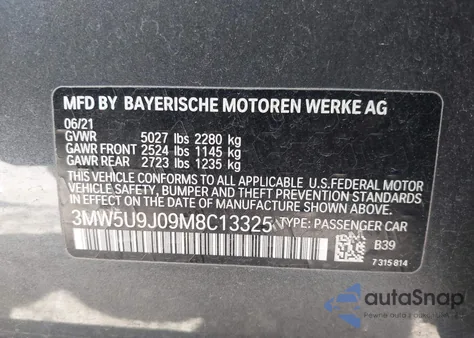 MFD BY BAYERISCHE MOTOREN WERKE AG
06/21
GVWR 5027 lbs 2280 kg
GAWR FRONT 2524 lbs 1145 kg
GAWR REAR 2723 lbs 1235 kg
THIS VEHICLE CONFORMS TO ALL APPLICABLE U.S. FEDERAL MOTOR
VEHICLE SAFETY, BUMPER AND THEFT PREVENTION
STANDARDS IN EFFECT ON THE DATE OF MANUFACTURE SHOWN ABOVE.
3MW5U9J09M8C13325 TYPE: PASSENGER CAR
B39
7 315 814
autoSnap